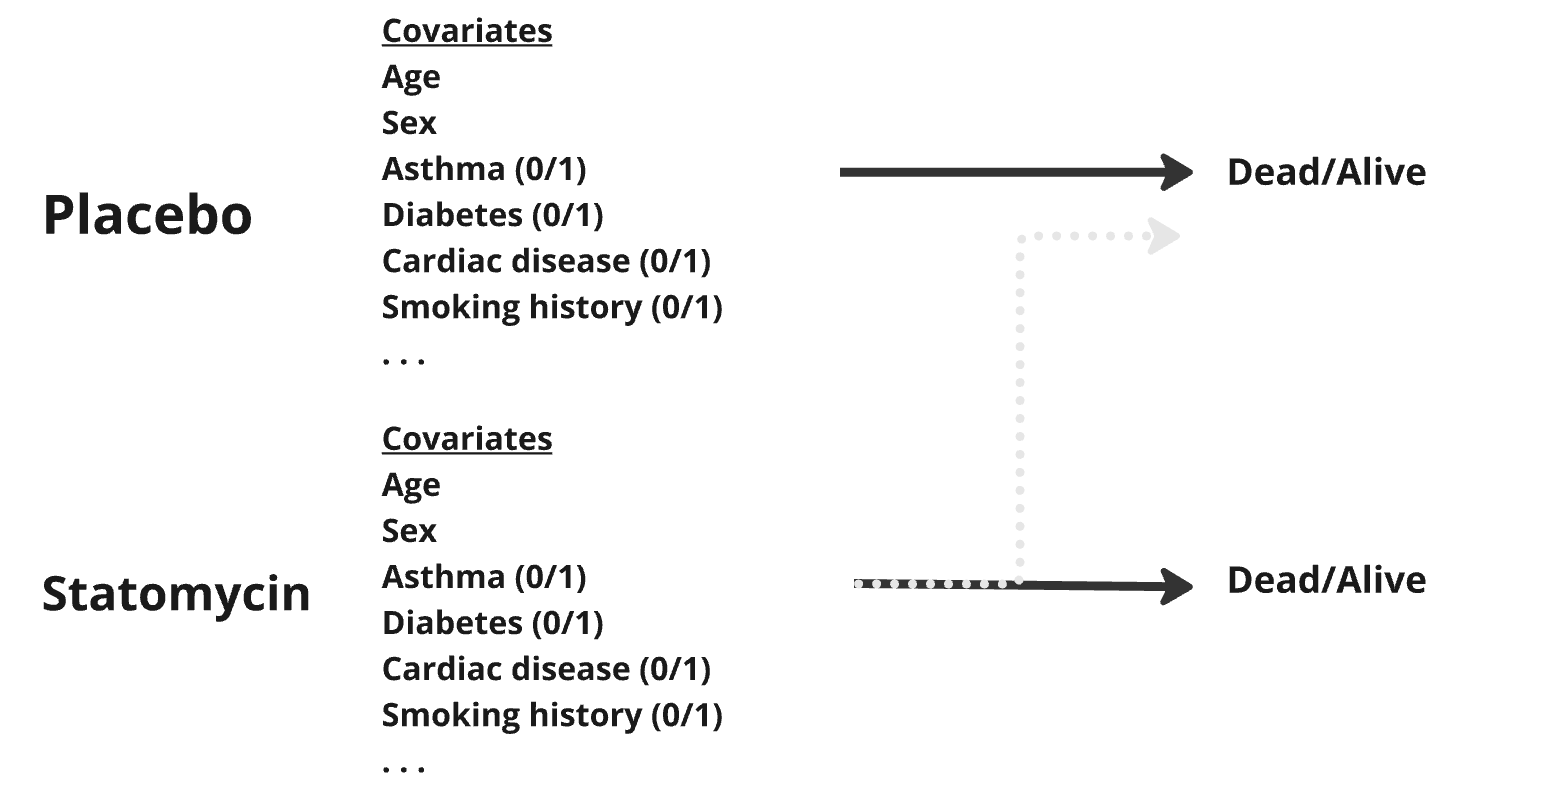 Placebo
Covariates
Age
Sex
Asthma (0/1)
Diabetes (0/1)
Cardiac disease (0/1)
Smoking history (0/1)
. . .
Dead/Alive
Statomycin
Covariates
Age
Sex
Asthma (0/1)
Diabetes (0/1)
Cardiac disease (0/1)
Smoking history (0/1)
. . .
Dead/Alive